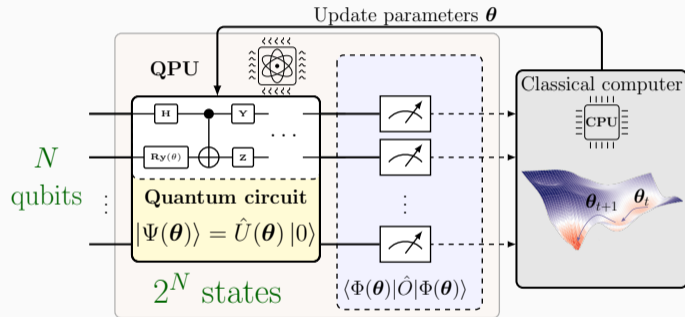 Update parameters θ
QPU
Classical computer
CPU
H
Y
Ry(θ)
Z
...
N
qubits
⋮
⋮
Quantum circuit
|Ψ(θ)⟩ = Û(θ) |0⟩
2^N states
⟨Φ(θ)|Ô|Φ(θ)⟩
θ_{t+1}
θ_t